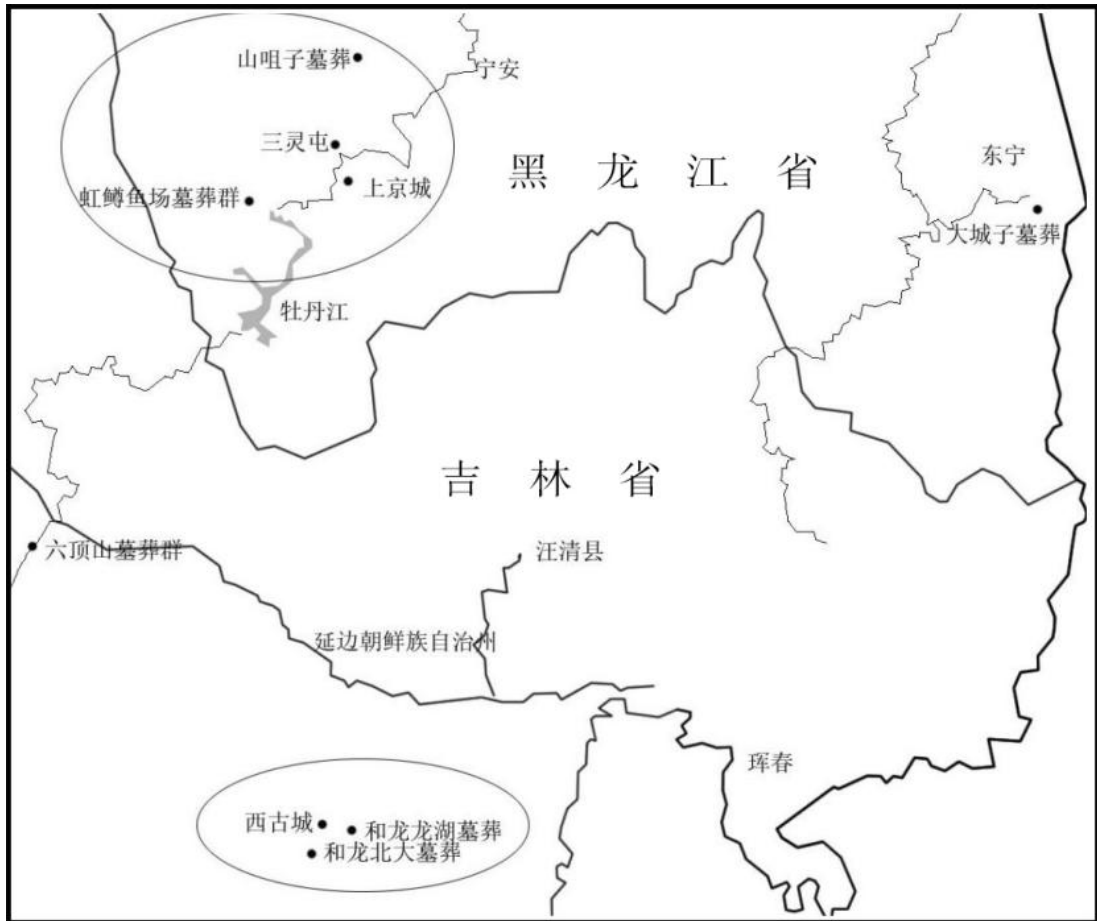 山咀子墓葬
宁安
三灵屯
东宁
黑龙江省
上京城
虹鳟鱼场墓葬群
大城子墓葬
牡丹江
吉林省
六顶山墓葬群
汪清县
延边朝鲜族自治州
珲春
西古城
和龙龙湖墓葬
和龙北大墓葬